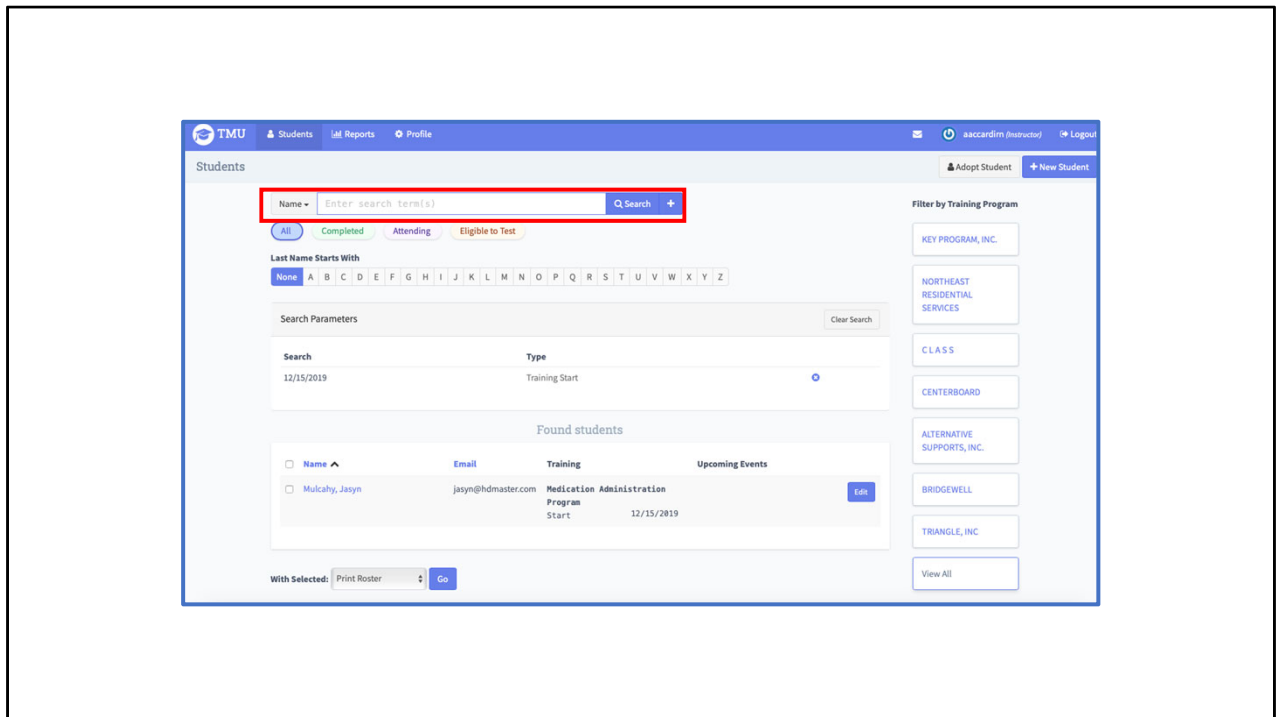 TMU Students Reports Profile aaccardim (Instructor) Logout
Students Adopt Student + New Student
Name Enter search term(s) Search +
All Completed Attending Eligible to Test
Last Name Starts With
None A B C D E F G H I J K L M N O P Q R S T U V W X Y Z
Search Parameters Clear Search
Search Type
12/15/2019 Training Start
Found students
Name Email Training Upcoming Events
Mulcahy, Jasyn jasyn@hdmaster.com Medication Administration Edit
Program
Start 12/15/2019
With Selected: Print Roster Go
Filter by Training Program
KEY PROGRAM, INC.
NORTHEAST
RESIDENTIAL
SERVICES
C L A S S
CENTERBOARD
ALTERNATIVE
SUPPORTS, INC.
BRIDGEWELL
TRIANGLE, INC
View All